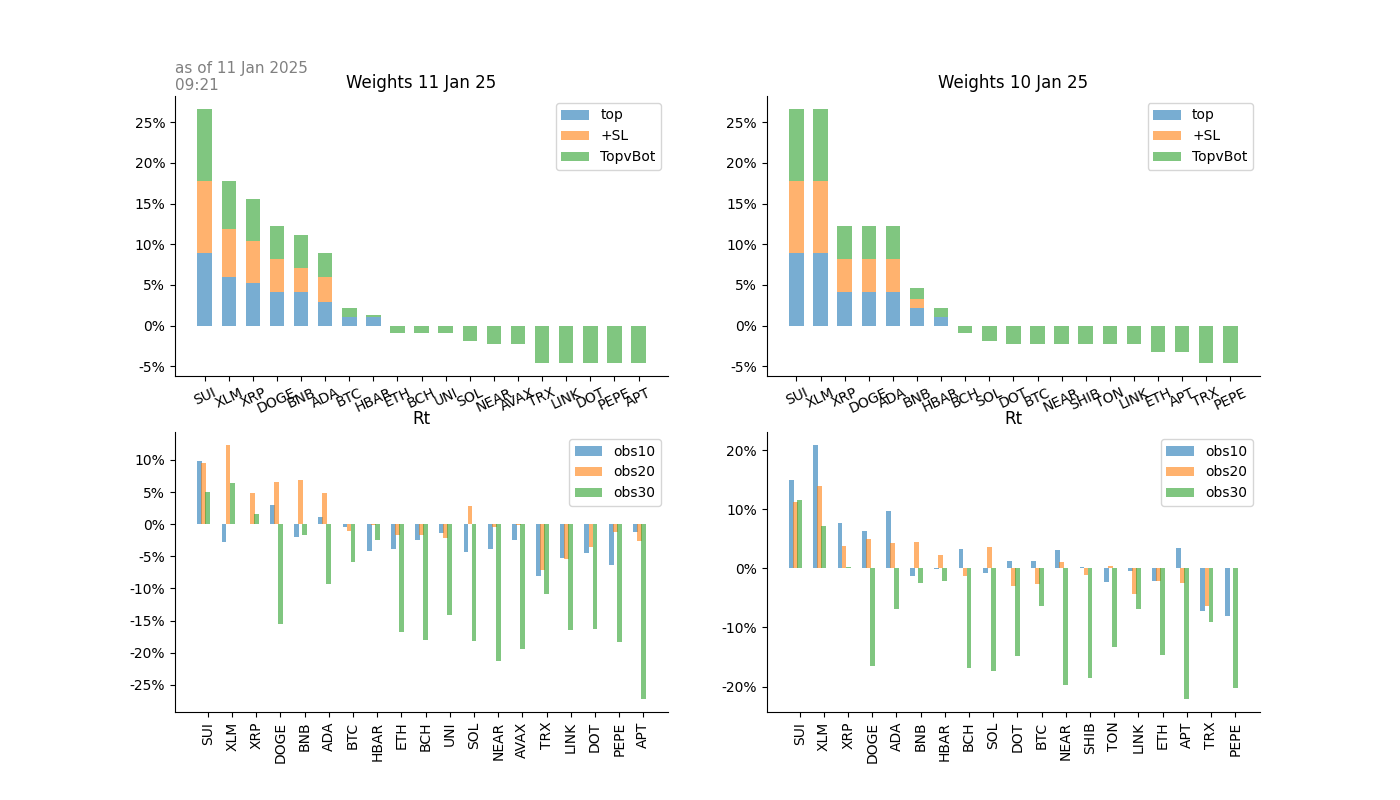 as of 11 Jan 2025
09:21
Weights 11 Jan 25
25%
20%
15%
10%
5%
0%
-5%
top
+SL
TopvBot
SUI XLM XRP DOGE BNB ADA BTC HBAR ETH BCH UNI SOL NEAR AVAX TRX LINK DOT PEPE APT
Weights 10 Jan 25
25%
20%
15%
10%
5%
0%
-5%
top
+SL
TopvBot
SUI XLM XRP DOGE ADA BNB HBAR BCH SOL DOT BTC NEAR SHIB TON LINK ETH APT TRX PEPE
Rt
10%
5%
0%
-5%
-10%
-15%
-20%
-25%
obs10
obs20
obs30
SUI XLM XRP DOGE BNB ADA BTC HBAR ETH BCH UNI SOL NEAR AVAX TRX LINK DOT PEPE APT
Rt
20%
10%
0%
-10%
-20%
obs10
obs20
obs30
SUI XLM XRP DOGE ADA BNB HBAR BCH SOL DOT BTC NEAR SHIB TON LINK ETH APT TRX PEPE